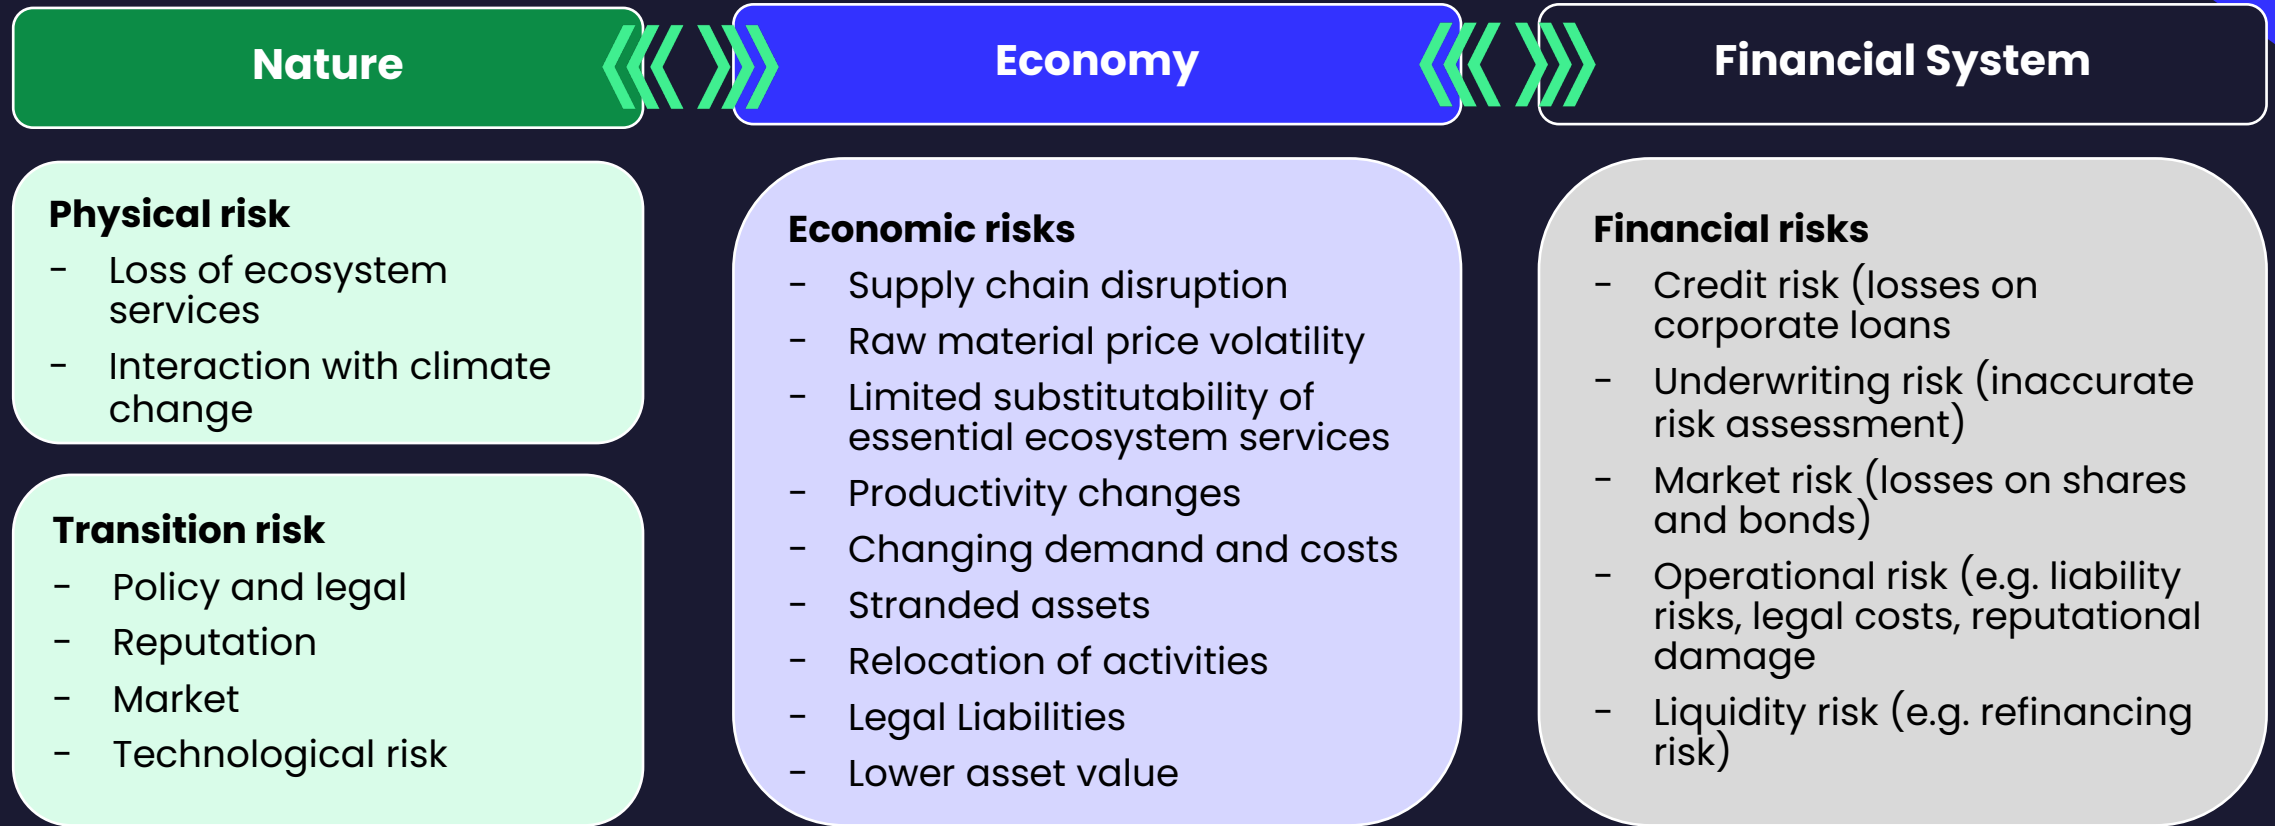 Nature
Economy
Financial System
Physical risk
- Loss of ecosystem
services
- Interaction with climate
change
Transition risk
- Policy and legal
- Reputation
- Market
- Technological risk
Economic risks
- Supply chain disruption
- Raw material price volatility
- Limited substitutability of
essential ecosystem services
- Productivity changes
- Changing demand and costs
- Stranded assets
- Relocation of activities
- Legal Liabilities
- Lower asset value
Financial risks
- Credit risk (losses on
corporate loans
- Underwriting risk (inaccurate
risk assessment)
- Market risk (losses on shares
and bonds)
- Operational risk (e.g. liability
risks, legal costs, reputational
damage
- Liquidity risk (e.g. refinancing
risk)